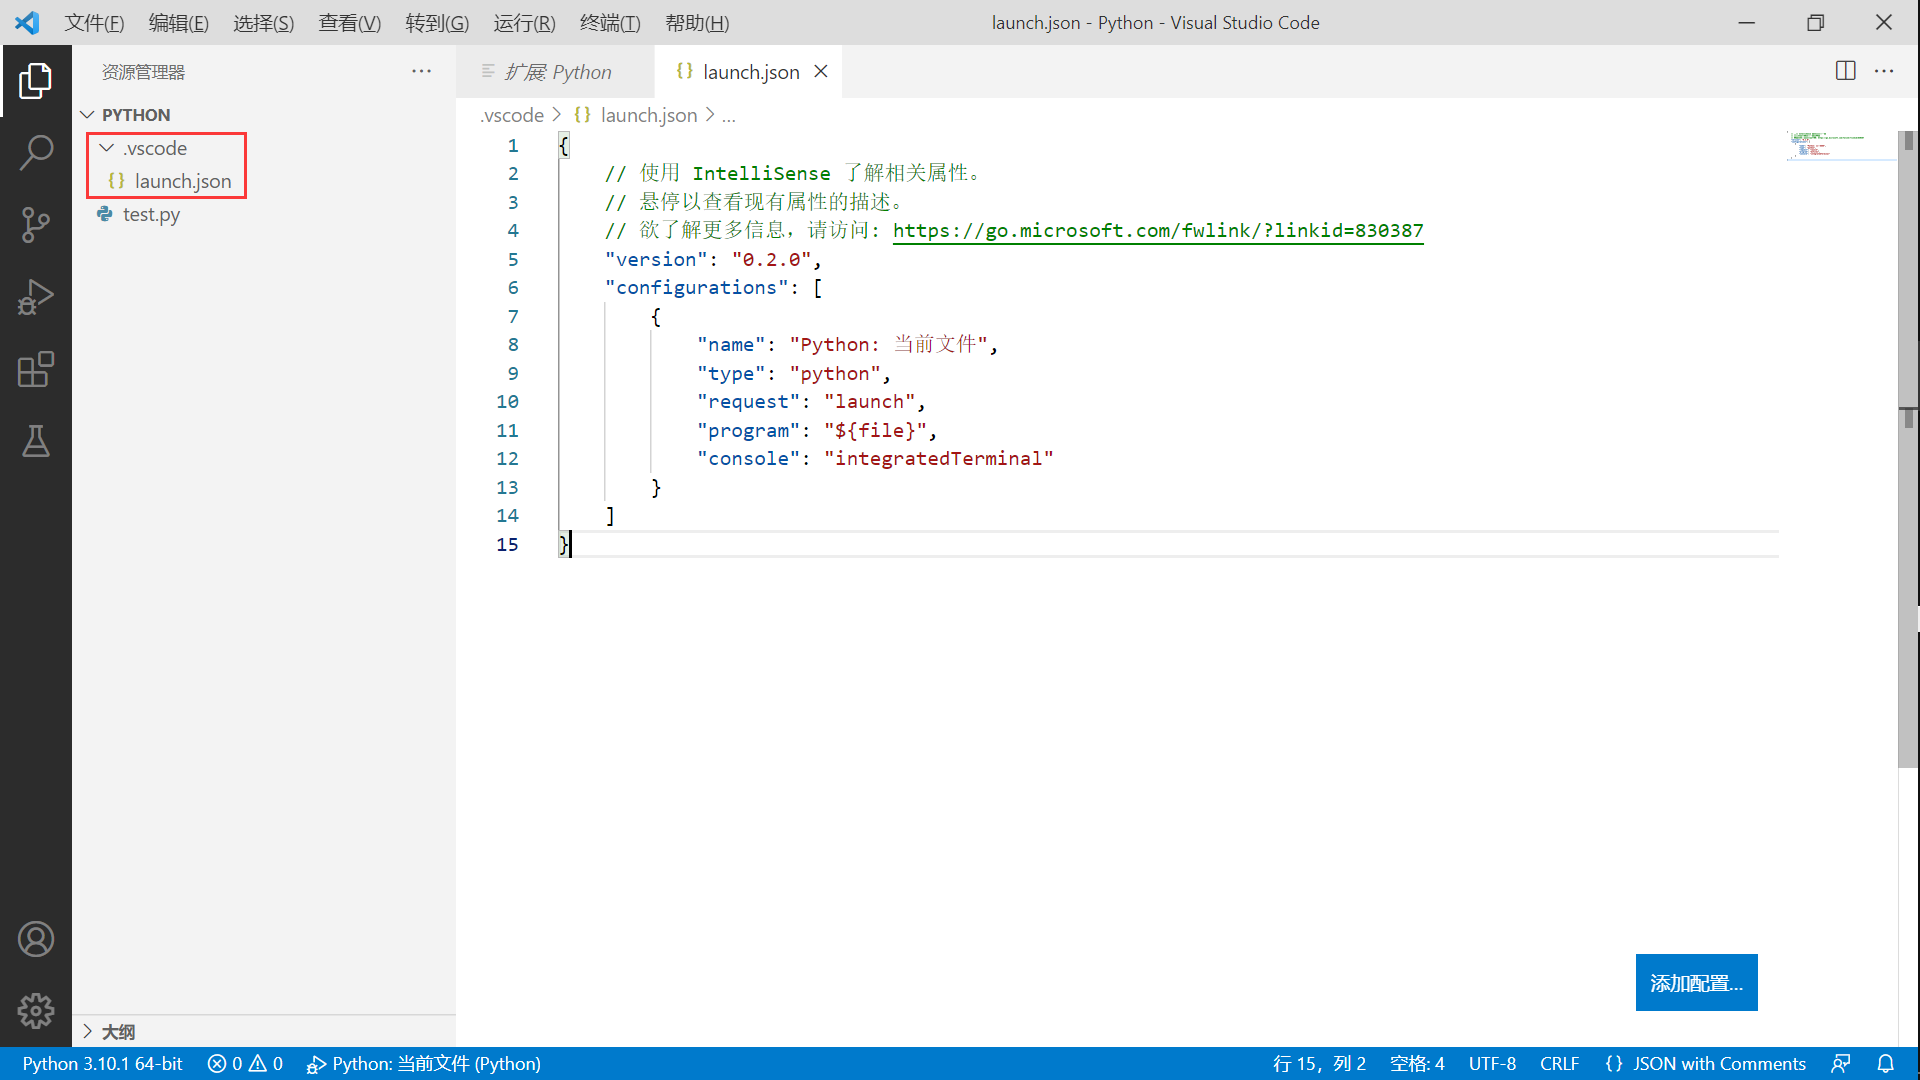 文件(F) 编辑(E) 选择(S) 查看(V) 转到(G) 运行(R) 终端(T) 帮助(H) launch.json - Python - Visual Studio Code
资源管理器
PYTHON
.vscode
{} launch.json
test.py
大纲
扩展: Python {} launch.json
.vscode > {} launch.json > ...
1 {
2 // 使用 IntelliSense 了解相关属性。
3 // 悬停以查看现有属性的描述。
4 // 欲了解更多信息，请访问: https://go.microsoft.com/fwlink/?linkid=830387
5 "version": "0.2.0",
6 "configurations": [
7 {
8 "name": "Python: 当前文件",
9 "type": "python",
10 "request": "launch",
11 "program": "${file}",
12 "console": "integratedTerminal"
13 }
14 ]
15 }
添加配置...
Python 3.10.1 64-bit 0 0 Python: 当前文件 (Python) 行 15，列 2 空格: 4 UTF-8 CRLF {} JSON with Comments